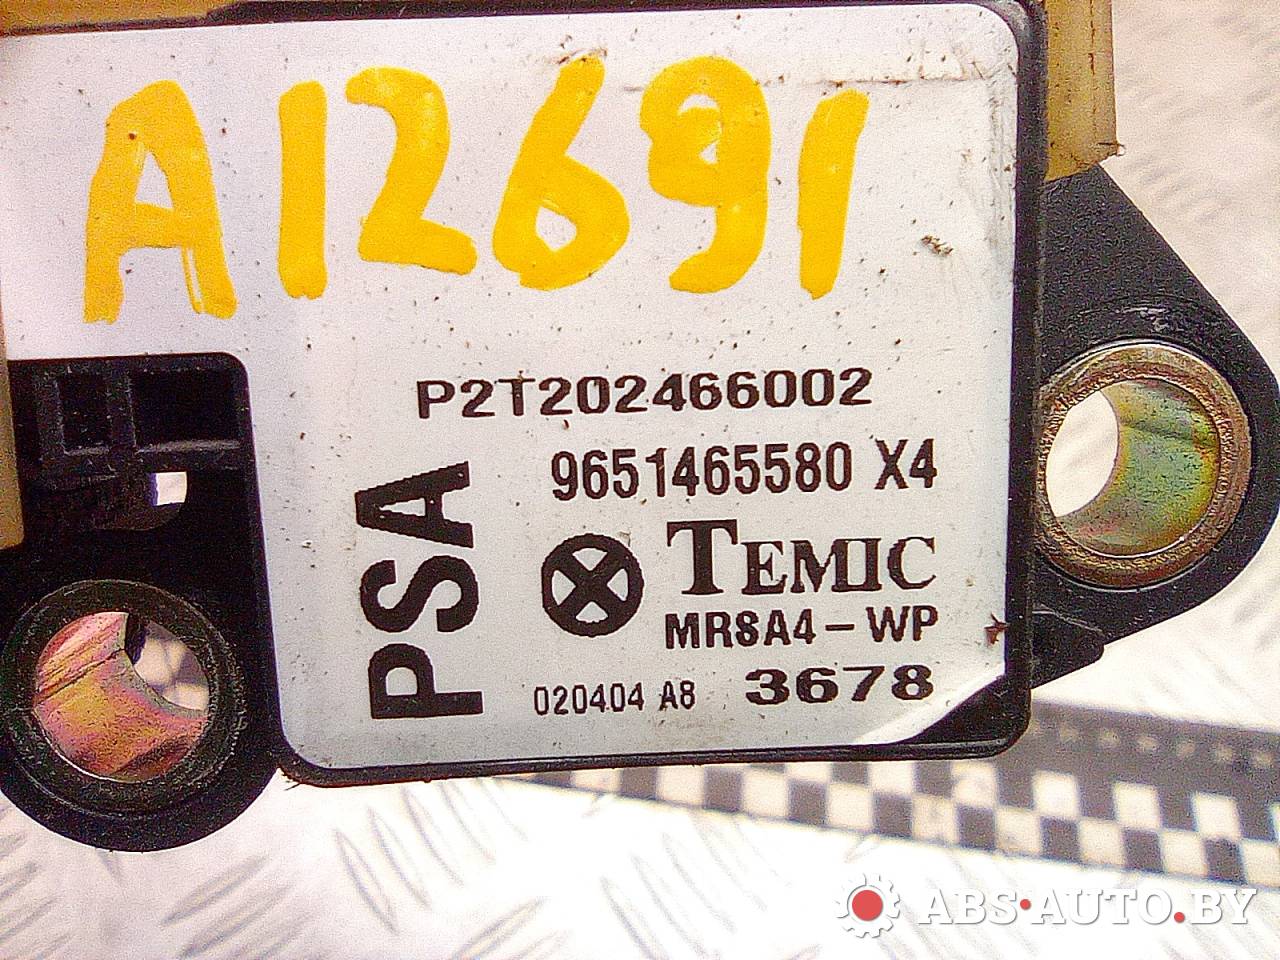 A12691
P2T202466002
9651465580 X4
PSA
TEMIC
MRSA4-WP
020404 A8 3678
ABS·AUTO.BY